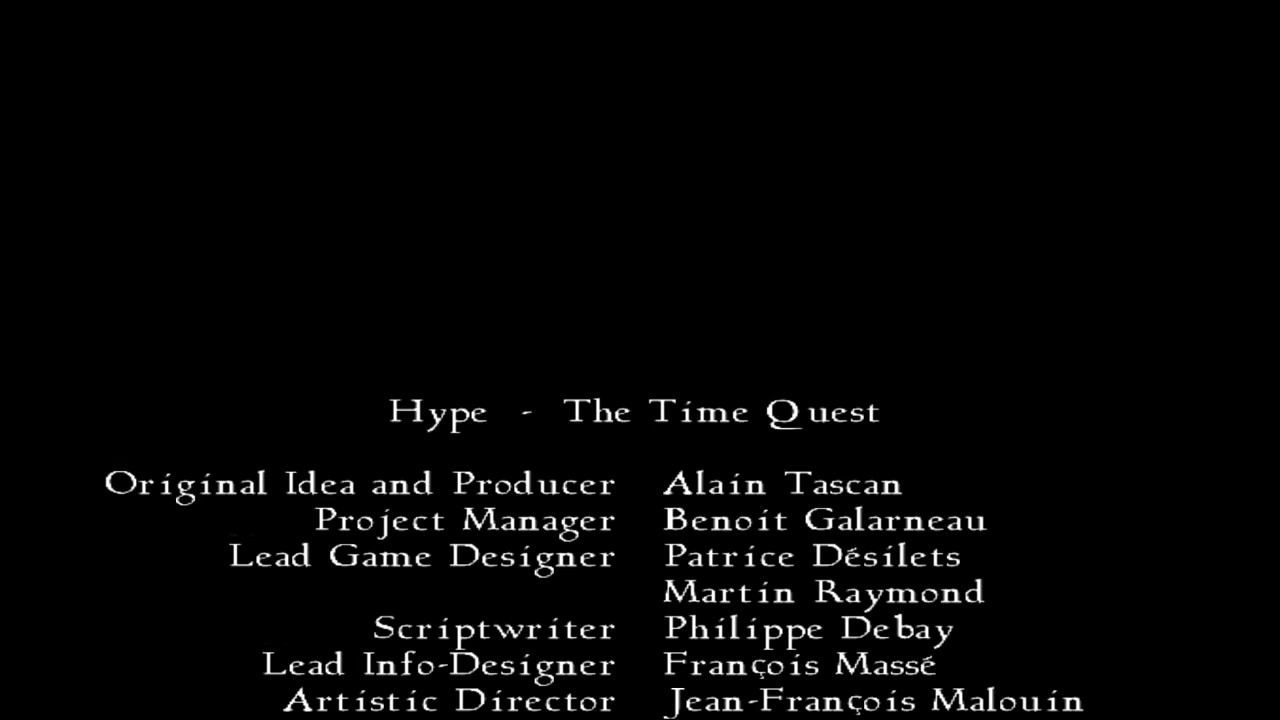 Hype - The Time Quest
Original Idea and Producer Alain Tascan
Project Manager Benoit Galarneau
Lead Game Designer Patrice Désilets
Martin Raymond
Scriptwriter Philippe Debay
Lead Info-Designer François Massé
Artistic Director Jean-François Malouin